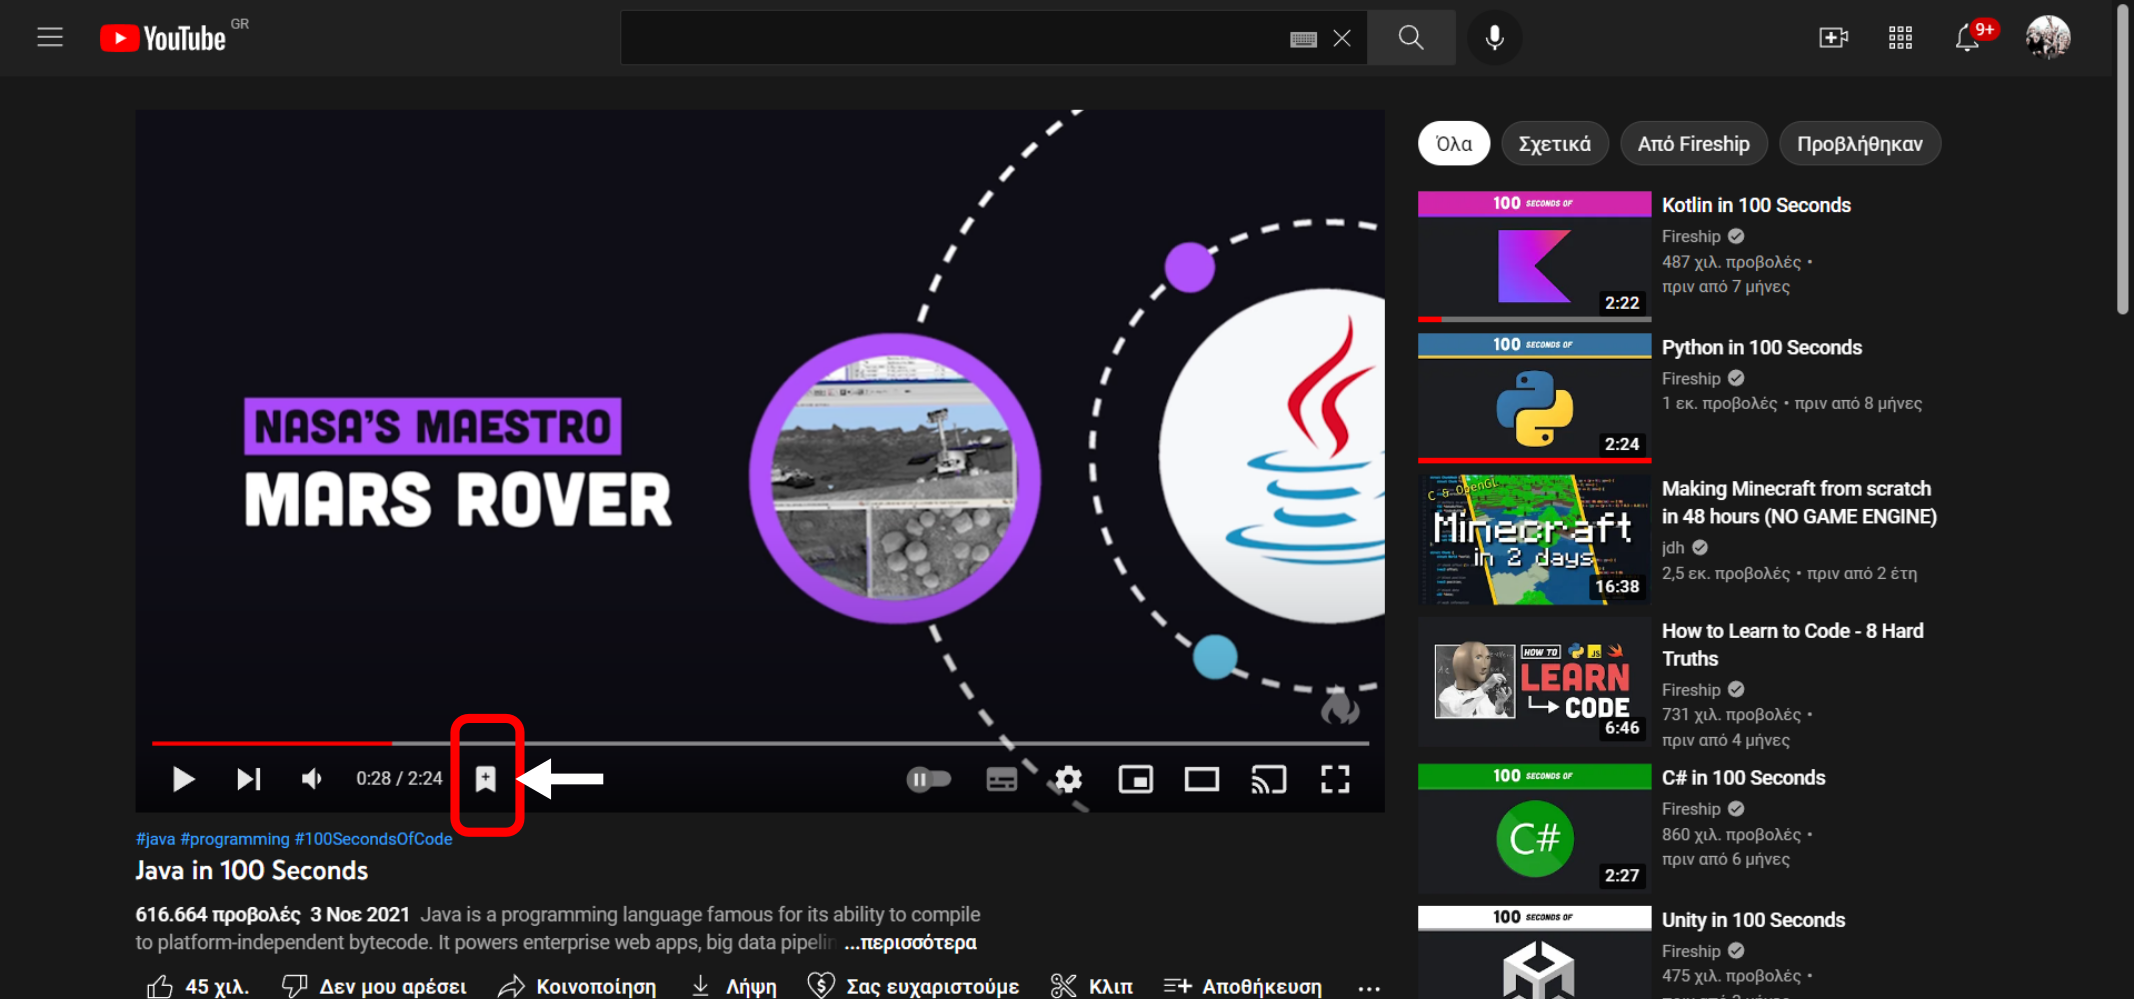 YouTube GR
9+
NASA'S MAESTRO
MARS ROVER
0:28 / 2:24
#java #programming #100SecondsOfCode
Java in 100 Seconds
616.664 προβολές 3 Νοε 2021 Java is a programming language famous for its ability to compile
to platform-independent bytecode. It powers enterprise web apps, big data pipelin ...περισσότερα
45 χιλ. Δεν μου αρέσει Κοινοποίηση Λήψη Σας ευχαριστούμε Κλιπ Αποθήκευση ...
Όλα Σχετικά Από Fireship Προβλήθηκαν
100 SECONDS OF
2:22
Kotlin in 100 Seconds
Fireship
487 χιλ. προβολές •
πριν από 7 μήνες
100 SECONDS OF
2:24
Python in 100 Seconds
Fireship
1 εκ. προβολές • πριν από 8 μήνες
C & OpenGL
Minecraft
in 2 days
16:38
Making Minecraft from scratch
in 48 hours (NO GAME ENGINE)
jdh
2,5 εκ. προβολές • πριν από 2 έτη
HOW TO
JS
LEARN
CODE
6:46
How to Learn to Code - 8 Hard
Truths
Fireship
731 χιλ. προβολές •
πριν από 4 μήνες
100 SECONDS OF
C#
2:27
C# in 100 Seconds
Fireship
860 χιλ. προβολές •
πριν από 6 μήνες
100 SECONDS OF
Unity in 100 Seconds
Fireship
475 χιλ. προβολές •